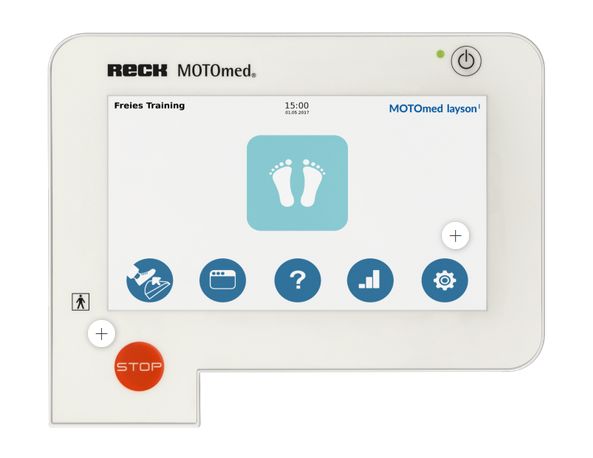 RECK MOTOmed®
Freies Training
15:00
01.05.2017
MOTOmed layson
?
STOP